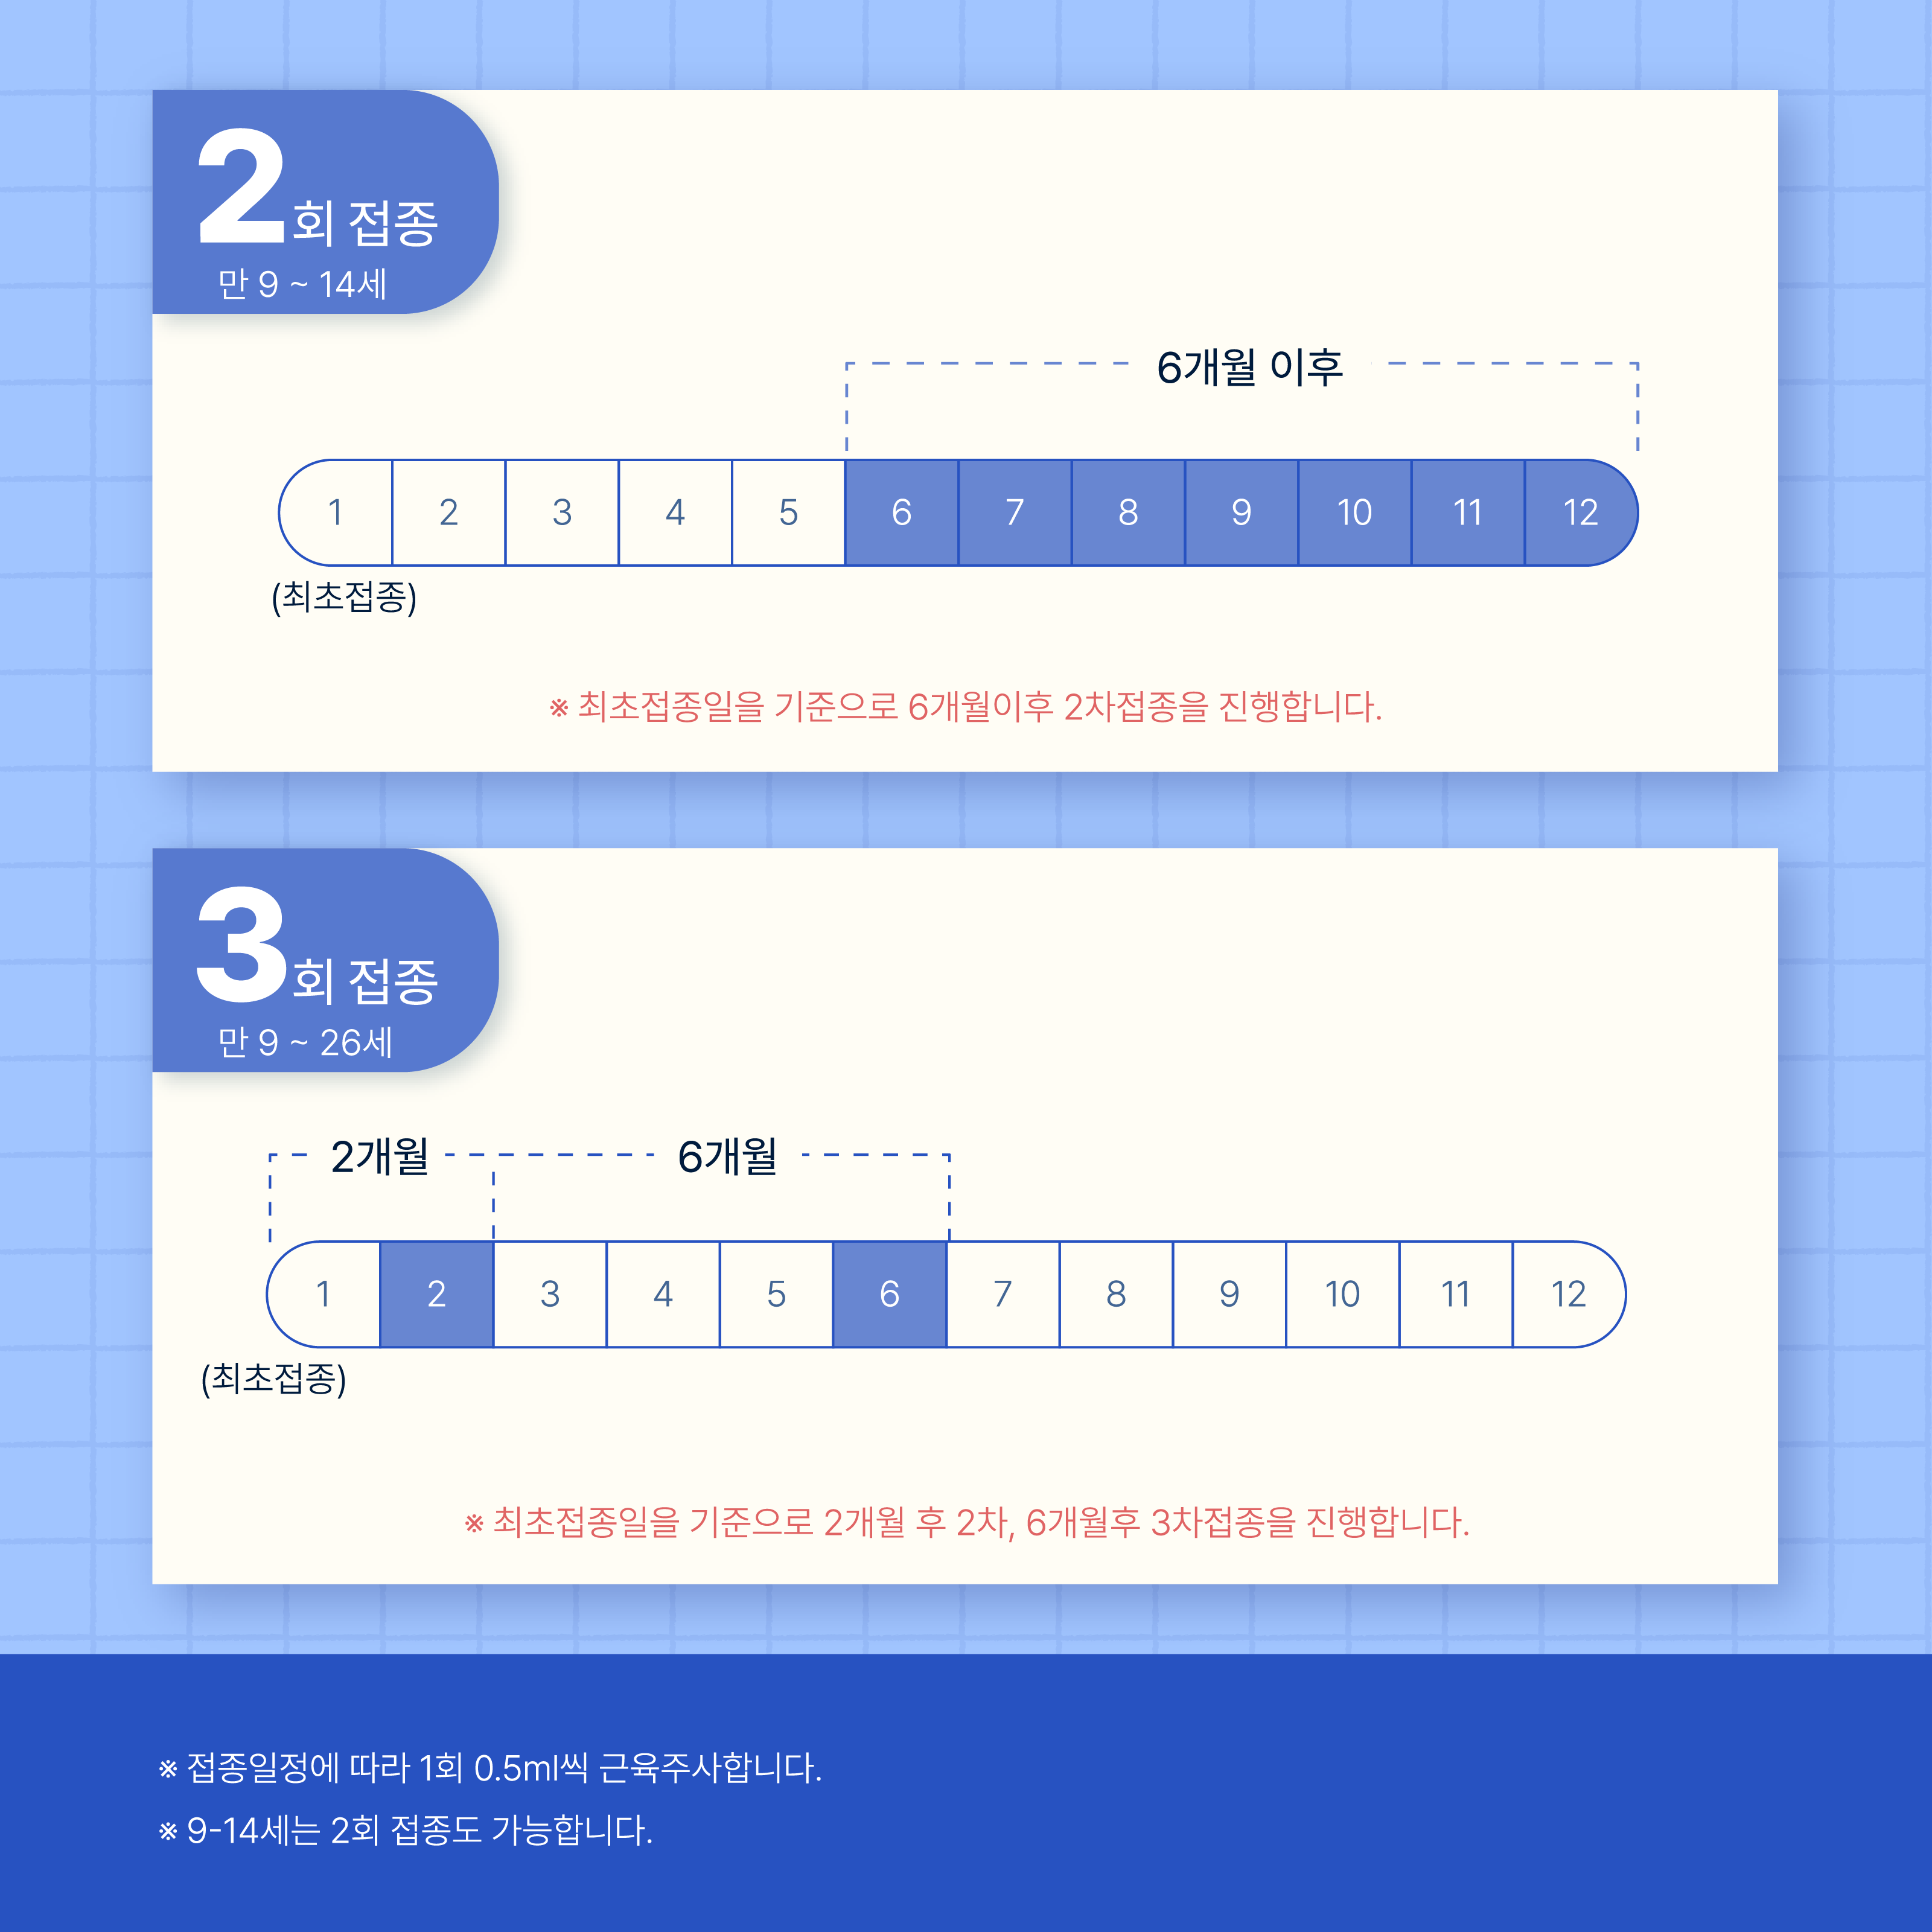 2회 접종
만 9 ~ 14세
6개월 이후
1 2 3 4 5 6 7 8 9 10 11 12
(최초접종)
※ 최초접종일을 기준으로 6개월이후 2차접종을 진행합니다.
3회 접종
만 9 ~ 26세
2개월 6개월
1 2 3 4 5 6 7 8 9 10 11 12
(최초접종)
※ 최초접종일을 기준으로 2개월 후 2차, 6개월후 3차접종을 진행합니다.
※ 접종일정에 따라 1회 0.5ml씩 근육주사합니다.
※ 9-14세는 2회 접종도 가능합니다.